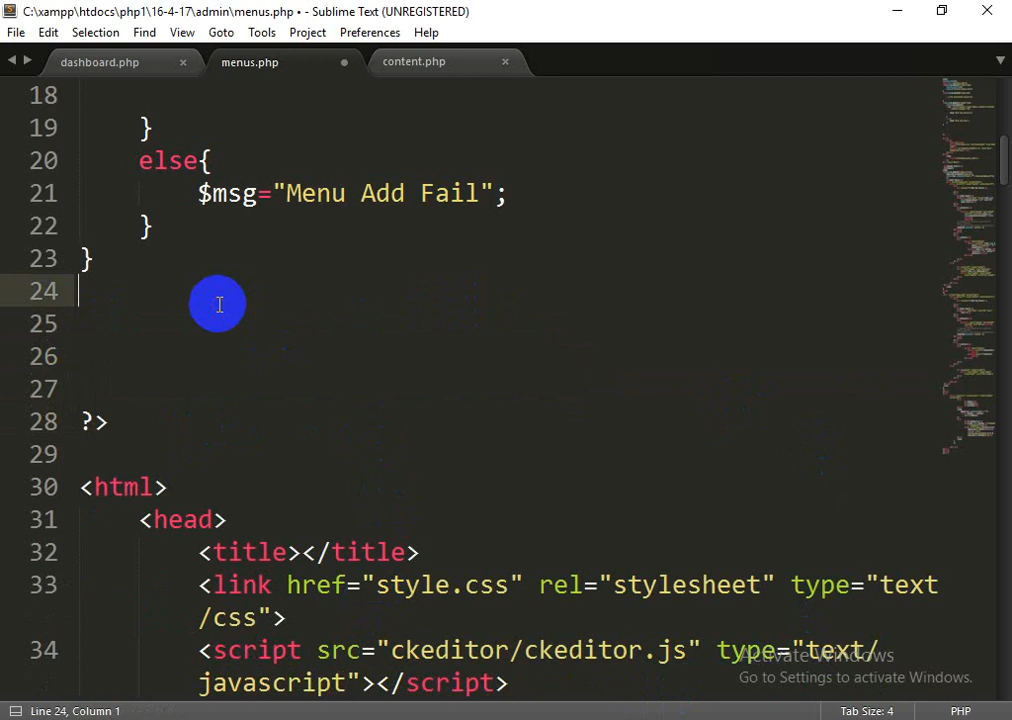 C:\xampp\htdocs\php1\16-4-17\admin\menus.php • - Sublime Text (UNREGISTERED)
File Edit Selection Find View Goto Tools Project Preferences Help
dashboard.php × menus.php content.php ×
18
19 }
20 else{
21 $msg="Menu Add Fail";
22 }
23 }
24
25
26
27
28 ?>
29
30 <html>
31 <head>
32 <title></title>
33 <link href="style.css" rel="stylesheet" type="text
/css">
34 <script src="ckeditor/ckeditor.js" type="text/
javascript"></script>
Activate Windows
Go to Settings to activate Windows.
Line 24, Column 1 Tab Size: 4 PHP